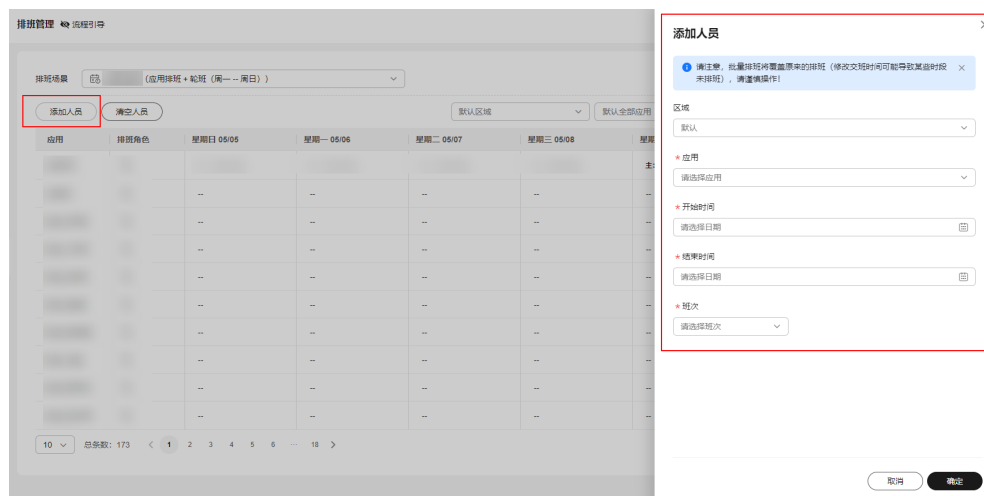 排班管理 流程引导
排班场景 (应用排班 + 轮班 (周一 -- 周日) )
添加人员 清空人员 默认区域 默认全部应用
应用 排班角色 星期日 05/05 星期一 05/06 星期二 05/07 星期三 05/08
-- -- -- -- --
-- -- -- -- --
-- -- -- -- --
-- -- -- -- --
-- -- -- -- --
-- -- -- -- --
-- -- -- -- --
-- -- -- -- --
-- -- -- -- --
10 总条数: 173 < 1 2 3 4 5 6 ··· 18 >
添加人员
请注意,批量排班将覆盖原来的排班(修改交班时间可能导致某些时段
未排班),请谨慎操作!
区域
默认
* 应用
请选择应用
* 开始时间
请选择日期
* 结束时间
请选择日期
* 班次
请选择班次
取消 确定